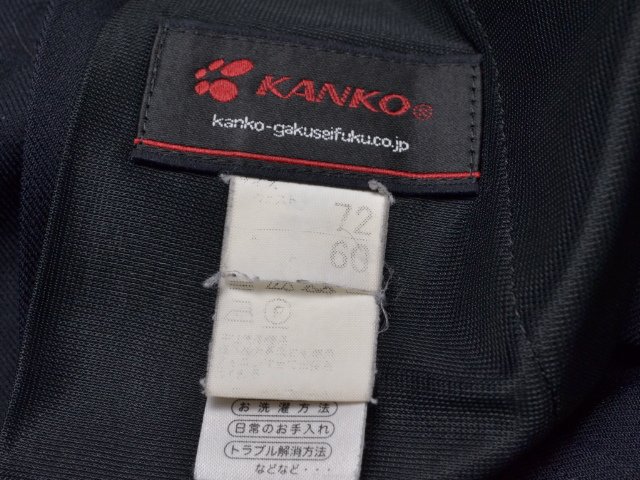 KANKO®
kanko-gakuseifuku.co.jp
72
60
お洗濯方法
日常のお手入れ
トラブル解消方法
などなど・・・